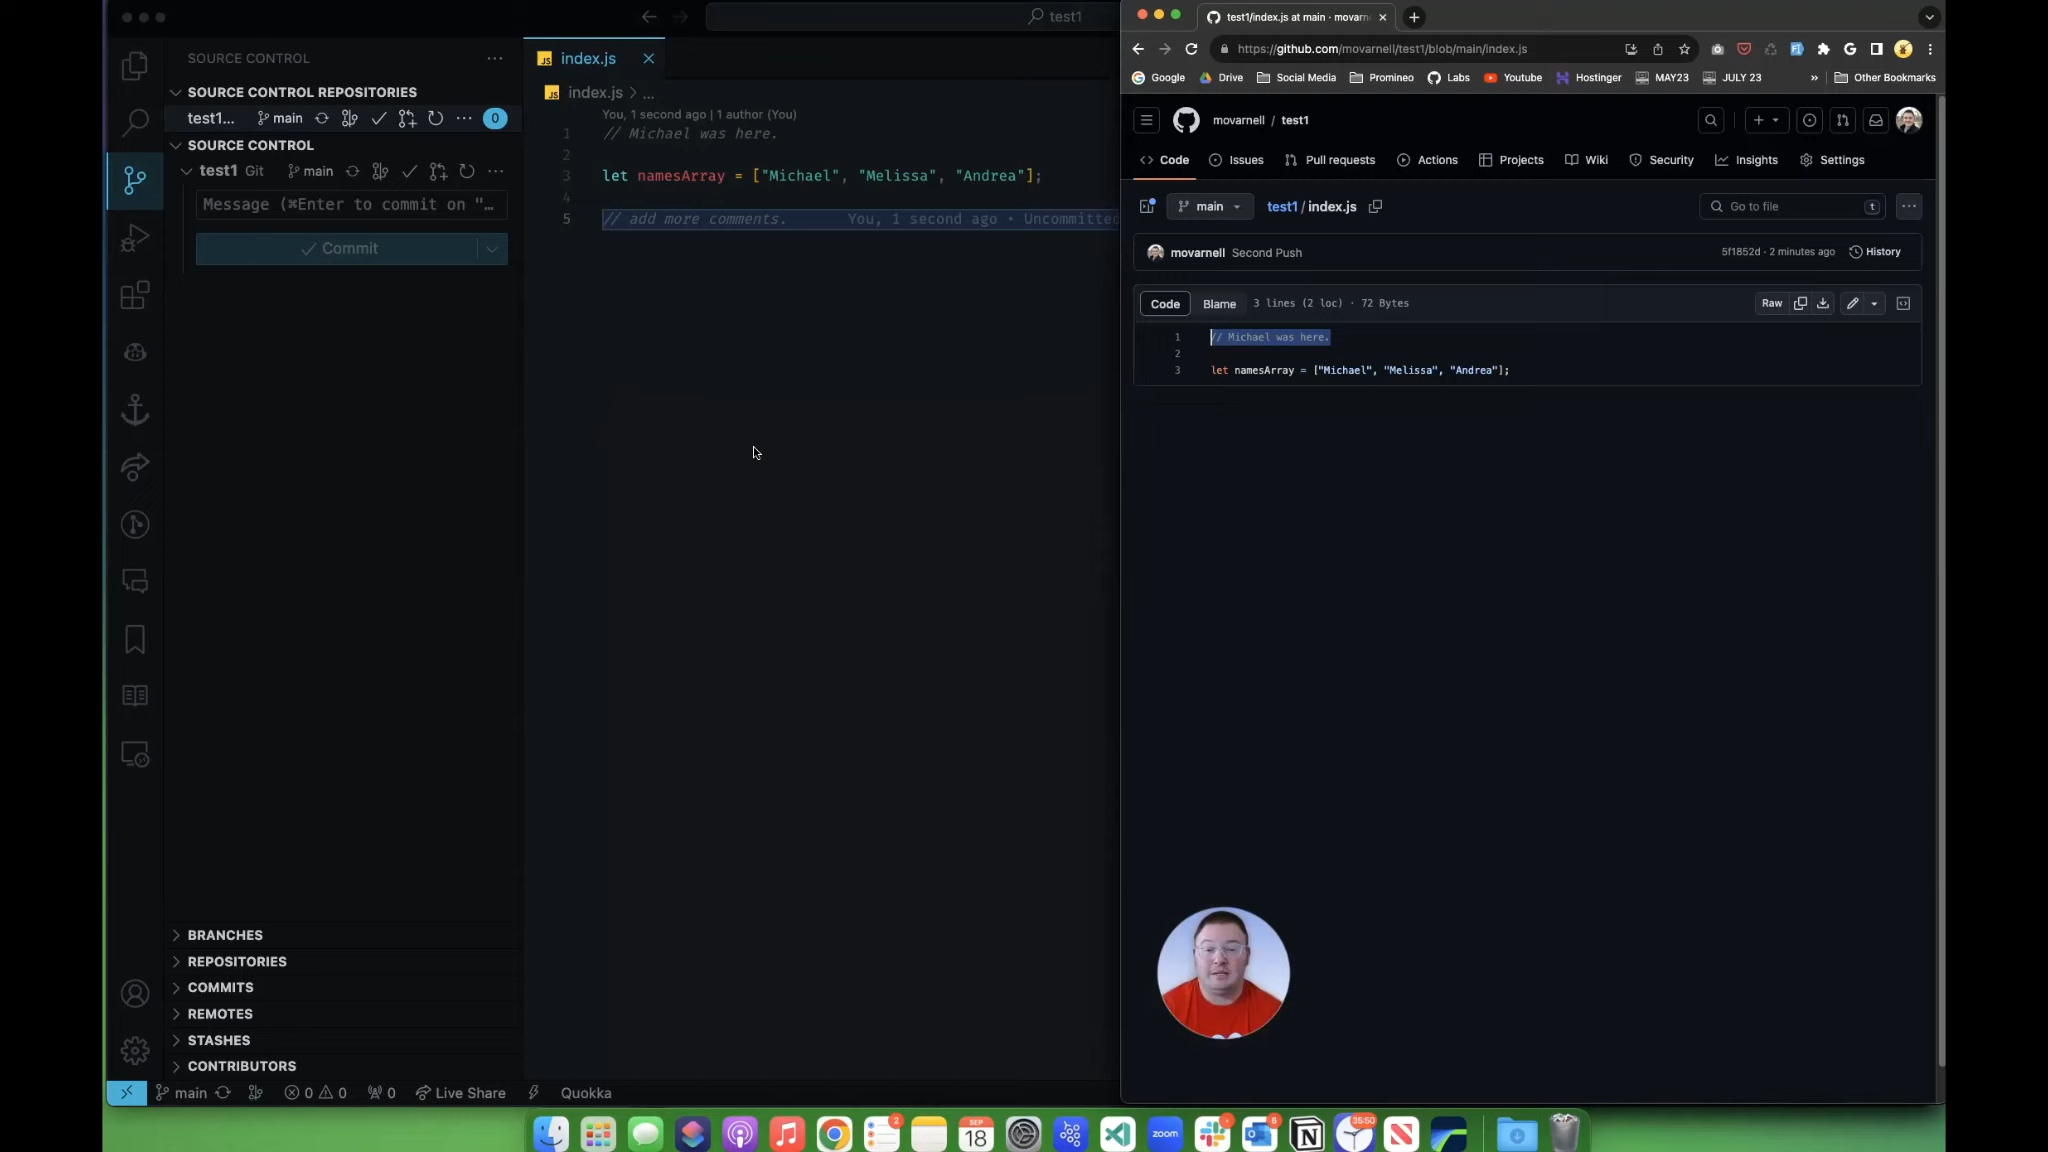 test1
SOURCE CONTROL
SOURCE CONTROL REPOSITORIES
test1... main 0
SOURCE CONTROL
test1 Git main
Message (⌘Enter to commit on "...
Commit
BRANCHES
REPOSITORIES
COMMITS
REMOTES
STASHES
CONTRIBUTORS
main 0 0 0 Live Share Quokka
index.js
index.js > ...
You, 1 second ago | 1 author (You)
1 // Michael was here.
2
3 let namesArray = ["Michael", "Melissa", "Andrea"];
4
5 // add more comments. You, 1 second ago • Uncommitted
test1/index.js at main · movarn
https://github.com/movarnell/test1/blob/main/index.js
Google Drive Social Media Promineo Labs Youtube Hostinger MAY23 JULY 23 » Other Bookmarks
movarnell / test1
Code Issues Pull requests Actions Projects Wiki Security Insights Settings
main test1 / index.js Go to file t
movarnell Second Push 5f1852d · 2 minutes ago History
Code Blame 3 lines (2 loc) · 72 Bytes Raw
1 // Michael was here.
2
3 let namesArray = ["Michael", "Melissa", "Andrea"];
2 SEP 18 zoom 6 35:50